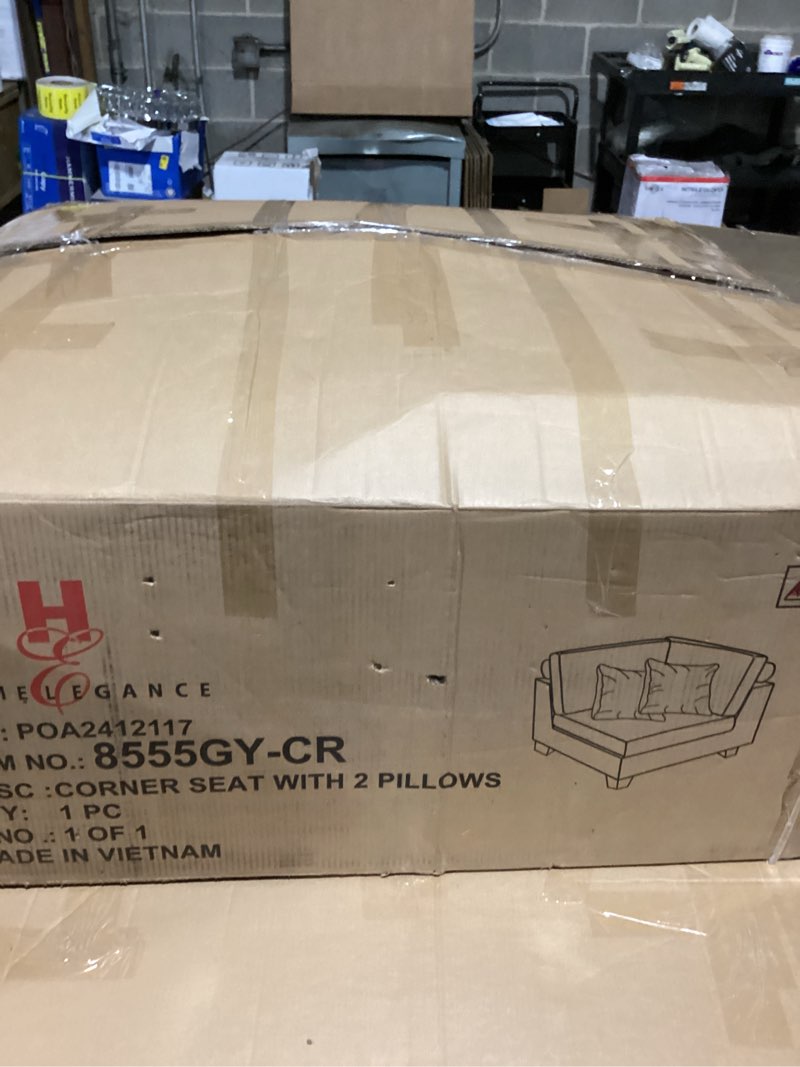 H
E
MELEGANCE
: POA2412117
M NO.: 8555GY-CR
SC :CORNER SEAT WITH 2 PILLOWS
Y: 1 PC
NO .: 1 OF 1
ADE IN VIETNAM